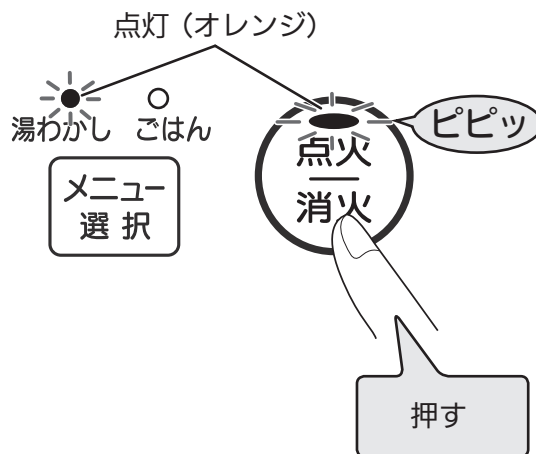 点灯（オレンジ）
湯わかし ごはん
ピピッ
メニュー
選択
点火
消火
押す